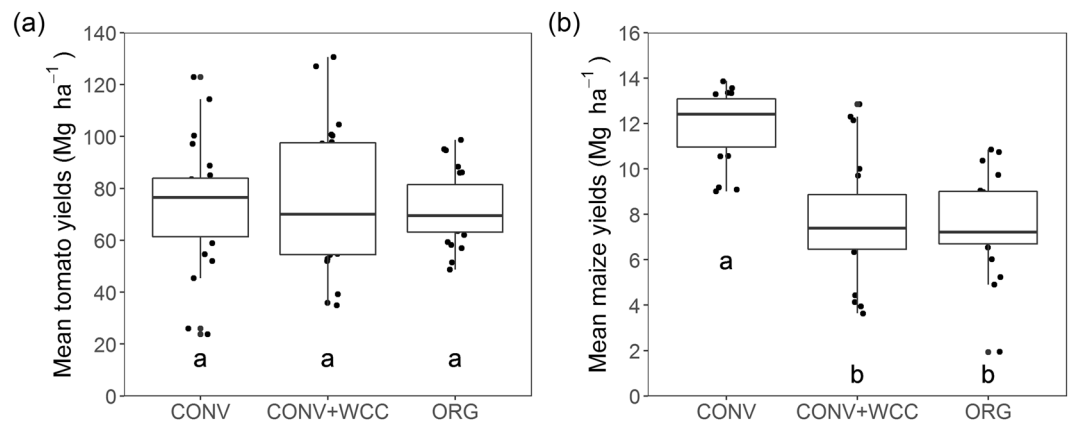 (a)
Mean tomato yields (Mg ha⁻¹ )
140
120
100
80
60
40
20
0
a a a
CONV CONV+WCC ORG
(b)
Mean maize yields (Mg ha⁻¹ )
16
14
12
10
8
6
4
2
0
a
b b
CONV CONV+WCC ORG